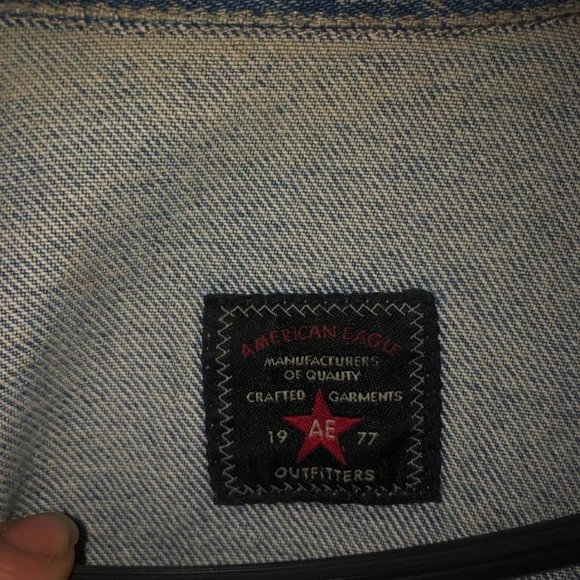 AMERICAN EAGLE
MANUFACTURERS
OF QUALITY
CRAFTED GARMENTS
19 AE 77
OUTFITTERS